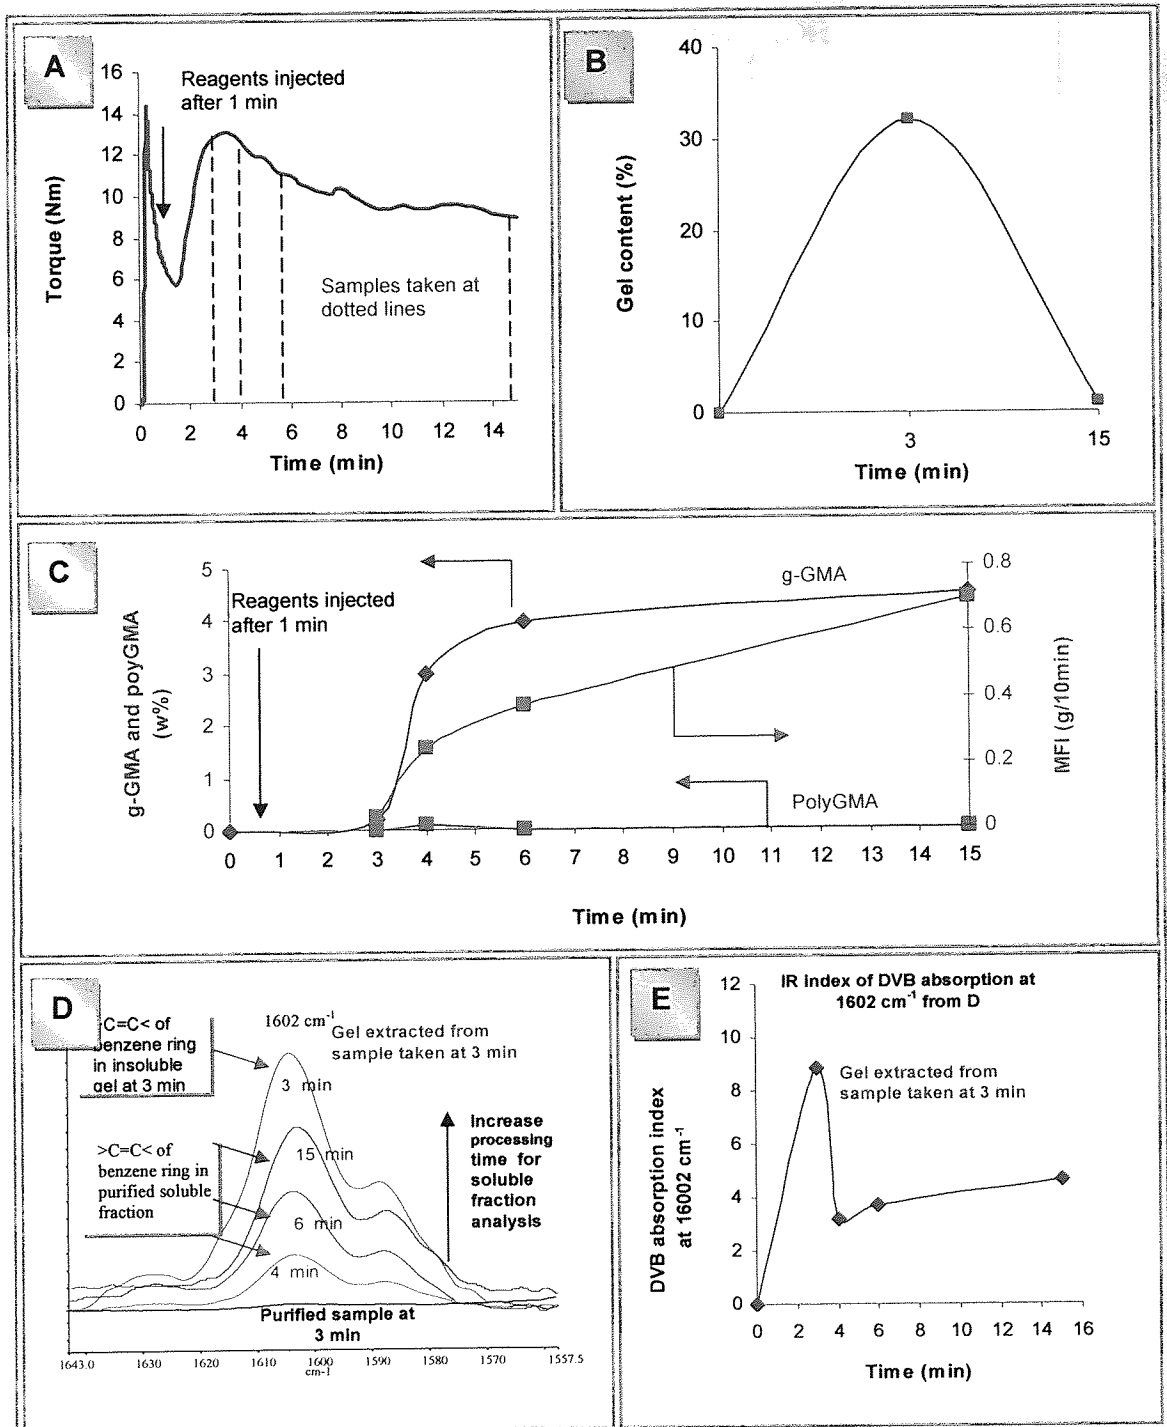 A
Reagents injected
after 1 min
Torque (Nm)
16
14
12
10
8
6
4
2
0
Samples taken at
dotted lines
0 2 4 6 8 10 12 14
Time (min)
B
Gel content (%)
40
30
20
10
0
3 15
Time (min)
C
g-GMA and poyGMA
(w%)
5
4
3
2
1
0
Reagents injected
after 1 min
g-GMA
PolyGMA
0.8
0.6
0.4
0.2
0
MFI (g/10min)
0 1 2 3 4 5 6 7 8 9 10 11 12 13 14 15
Time (min)
D
C=C< of
benzene ring
in insoluble
gel at 3 min
1602 cm-1
Gel extracted from
sample taken at 3 min
3 min
>C=C< of
benzene ring in
purified soluble
fraction
15 min
6 min
4 min
Increase
processing
time for
soluble
fraction
analysis
Purified sample at
3 min
1643.0 1630 1620 1610 1600 1590 1580 1570 1557.5
cm-1
E
IR index of DVB absorption at
1602 cm-1 from D
DVB absorption index
at 16002 cm-1
12
10
8
6
4
2
0
Gel extracted from
sample taken at 3 min
0 2 4 6 8 10 12 14 16
Time (min)